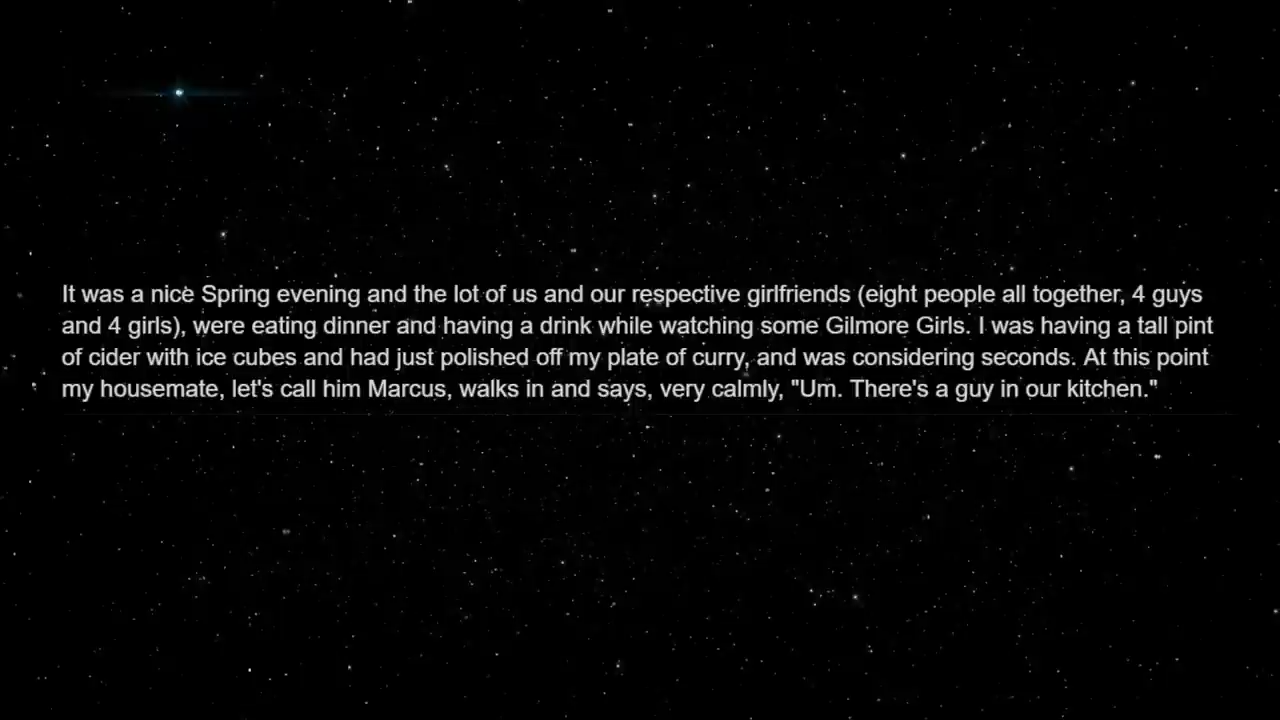 It was a nice Spring evening and the lot of us and our respective girlfriends (eight people all together, 4 guys
and 4 girls), were eating dinner and having a drink while watching some Gilmore Girls. I was having a tall pint
of cider with ice cubes and had just polished off my plate of curry, and was considering seconds. At this point
my housemate, let's call him Marcus, walks in and says, very calmly, "Um. There's a guy in our kitchen."